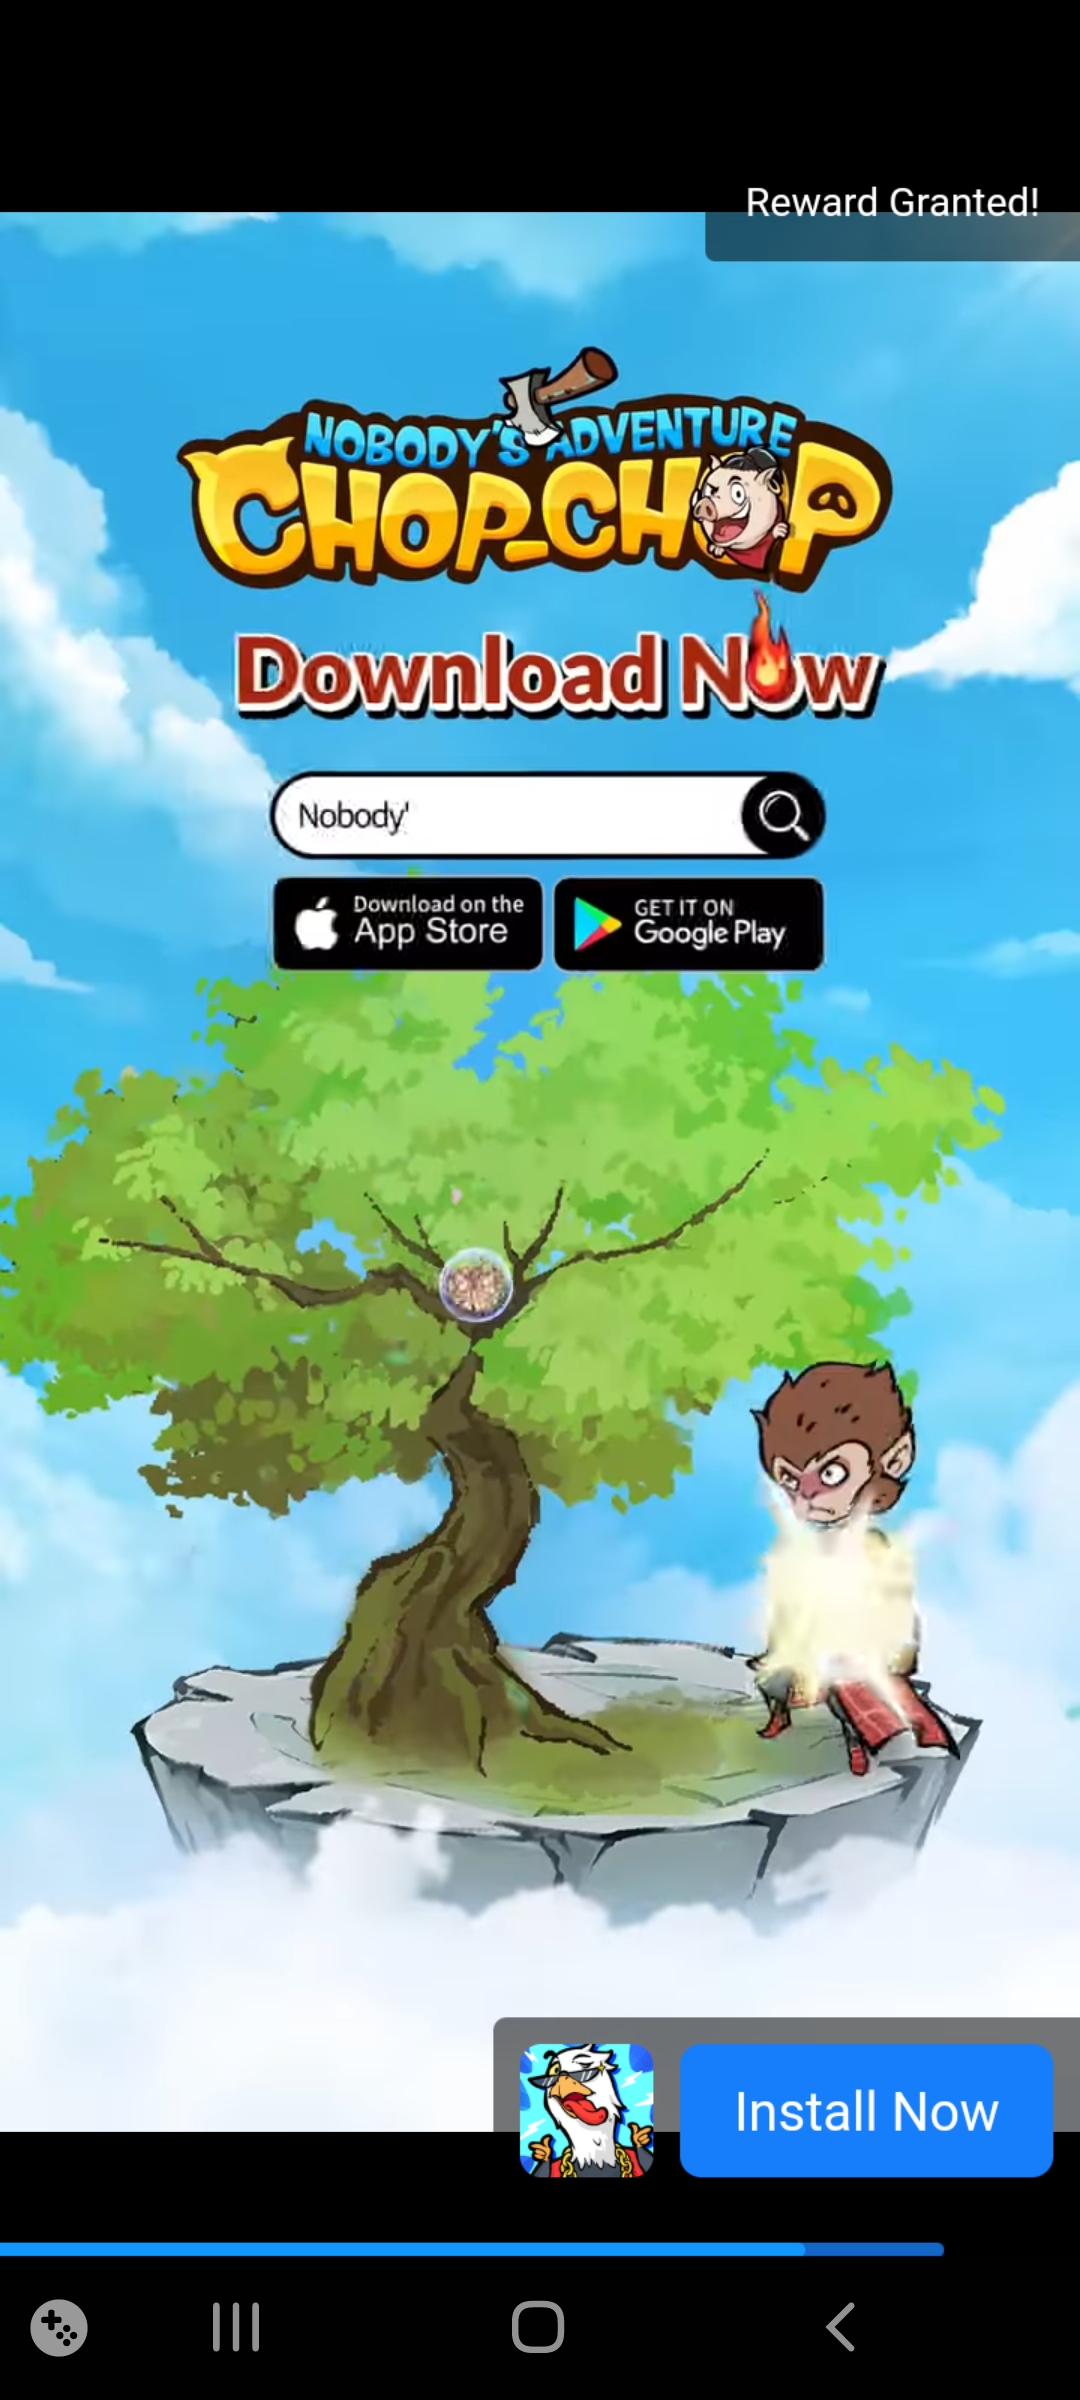 Reward Granted!
NOBODY'S ADVENTURE
CHOP-CHOP
Download Now
Nobody'
Download on the
App Store
GET IT ON
Google Play
Install Now